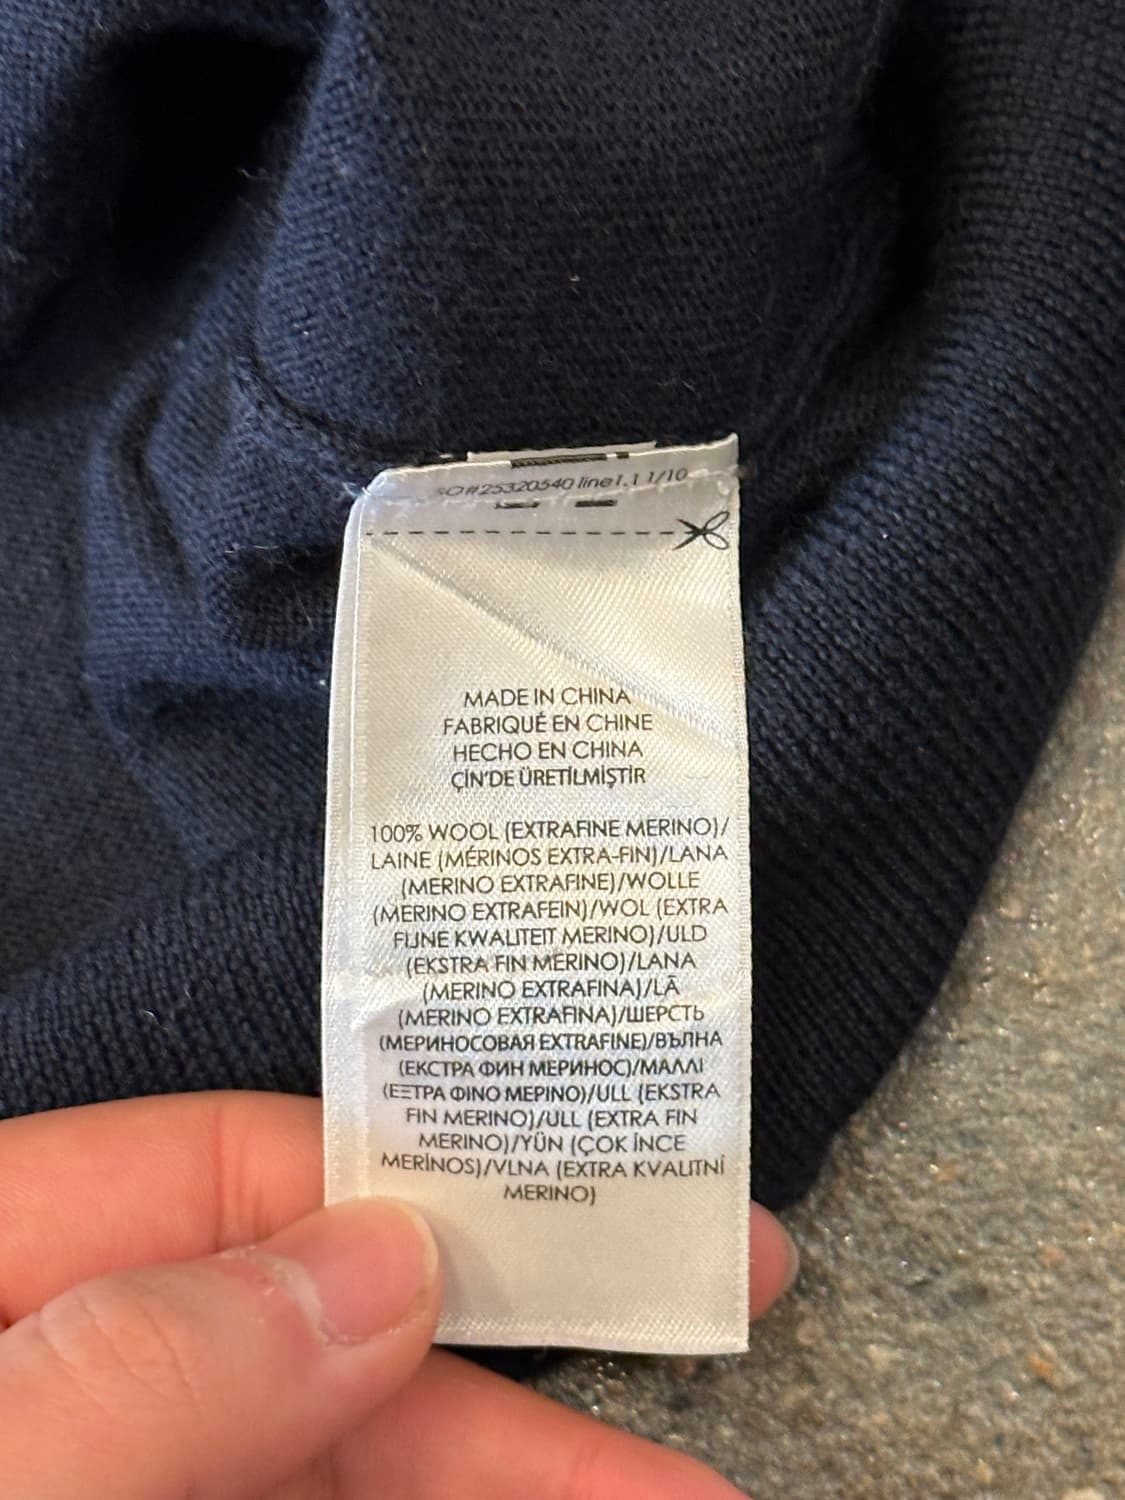 SO#25320540 line1.1 1/10
MADE IN CHINA
FABRIQUÉ EN CHINE
HECHO EN CHINA
ÇİN'DE ÜRETİLMİŞTİR
100% WOOL (EXTRAFINE MERINO)/
LAINE (MÉRINOS EXTRA-FIN)/LANA
(MERINO EXTRAFINE)/WOLLE
(MERINO EXTRAFEIN)/WOL (EXTRA
FIJNE KWALITEIT MERINO)/ULD
(EKSTRA FIN MERINO)/LANA
(MERINO EXTRAFINA)/LÃ
(MERINO EXTRAFINA)/ШЕРСТЬ
(МЕРИНОСОВАЯ EXTRAFINE)/ВЪЛНА
(ЕКСТРА ФИН МЕРИНОС)/ΜΑΛΛΙ
(ΕΞΤΡΑ ΦΙΝΟ ΜΕΡΙΝΟ)/ULL (EKSTRA
FIN MERINO)/ULL (EXTRA FIN
MERINO)/YÜN (ÇOK İNCE
MERİNOS)/VLNA (EXTRA KVALITNÍ
MERINO)